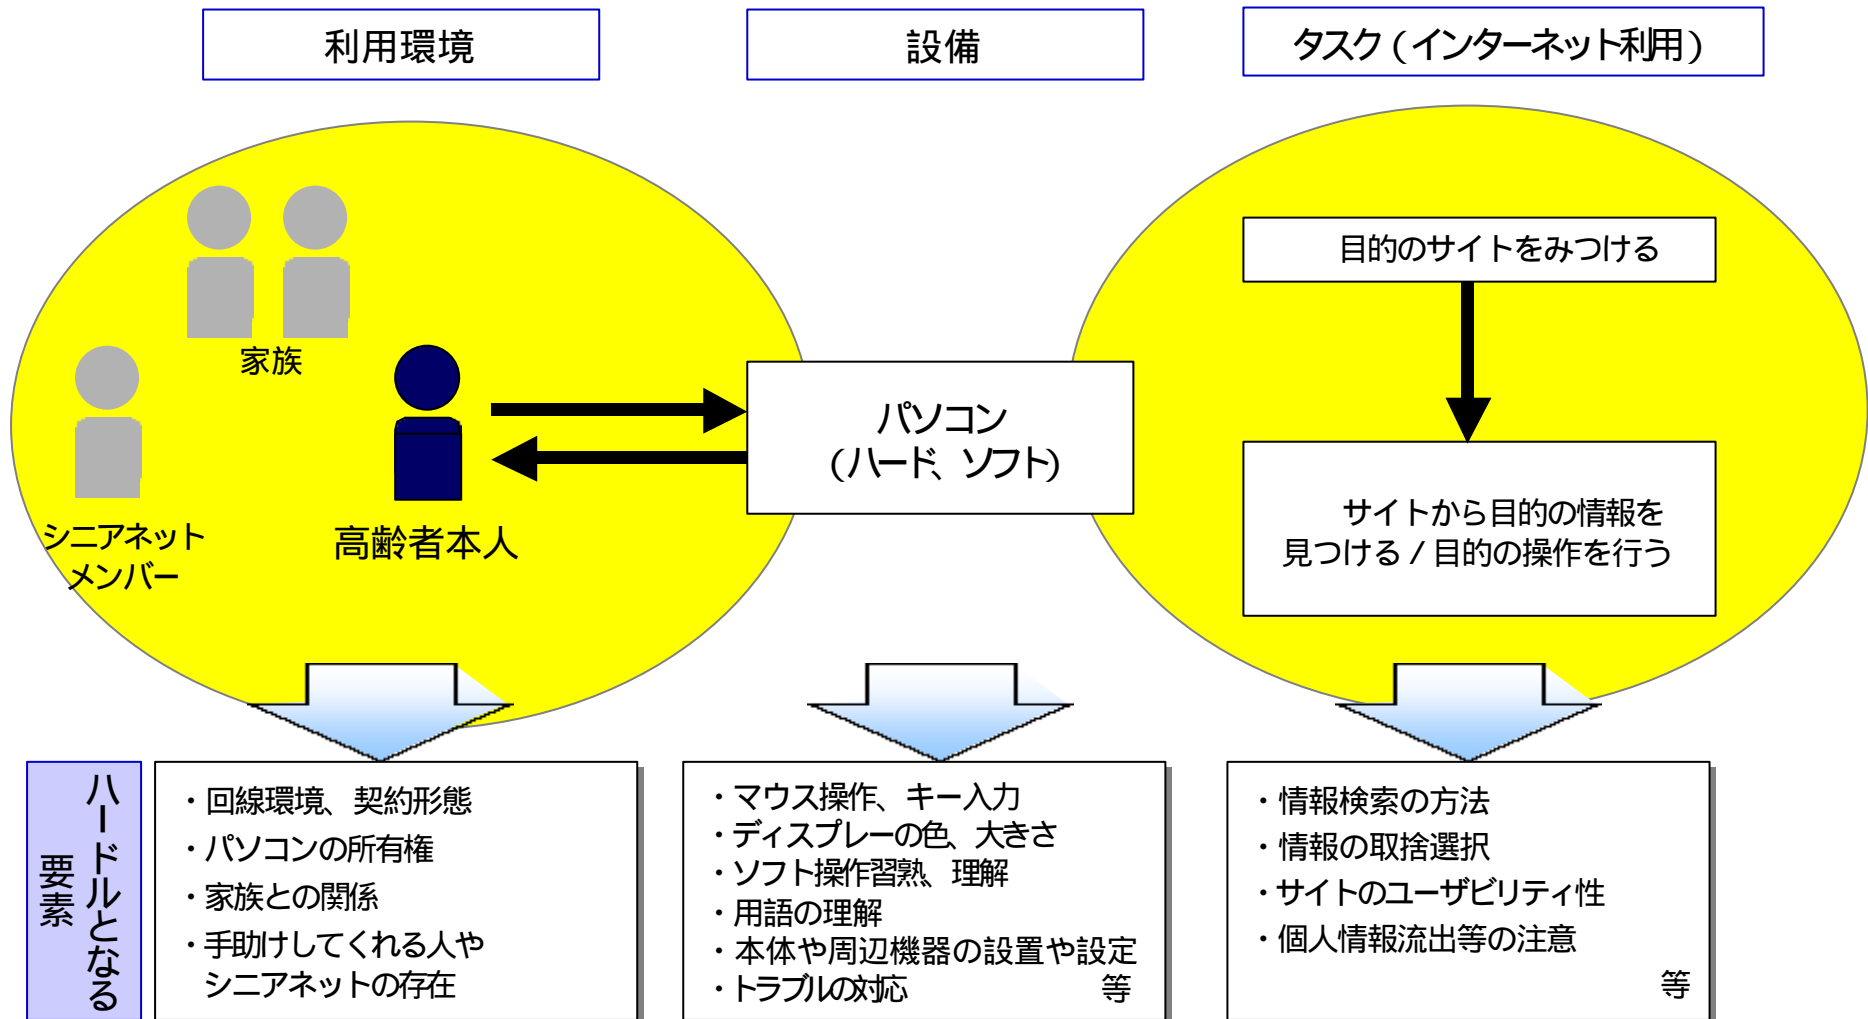 利用環境
設備
タスク（インターネット利用）
家族
シニアネット
メンバー
高齢者本人
パソコン
（ハード、ソフト）
目的のサイトをみつける
サイトから目的の情報を
見つける / 目的の操作を行う
ハードルとなる
要素
・回線環境、契約形態
・パソコンの所有権
・家族との関係
・手助けしてくれる人や
シニアネットの存在
・マウス操作、キー入力
・ディスプレーの色、大きさ
・ソフト操作習熟、理解
・用語の理解
・本体や周辺機器の設置や設定
・トラブルの対応 等
・情報検索の方法
・情報の取捨選択
・サイトのユーザビリティ性
・個人情報流出等の注意
等